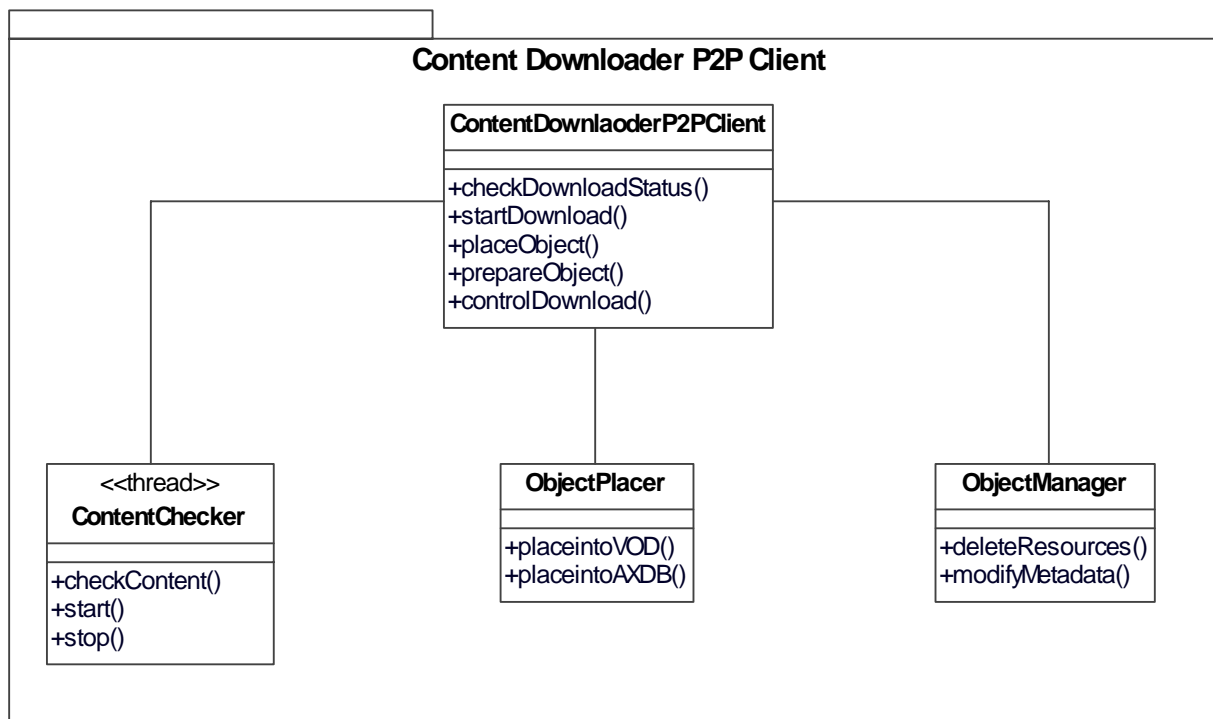 Content Downloader P2P Client
ContentDownlaoderP2PClient
+checkDownloadStatus()
+startDownload()
+placeObject()
+prepareObject()
+controlDownload()
<<thread>>
ContentChecker
+checkContent()
+start()
+stop()
ObjectPlacer
+placeintoVOD()
+placeintoAXDB()
ObjectManager
+deleteResources()
+modifyMetadata()